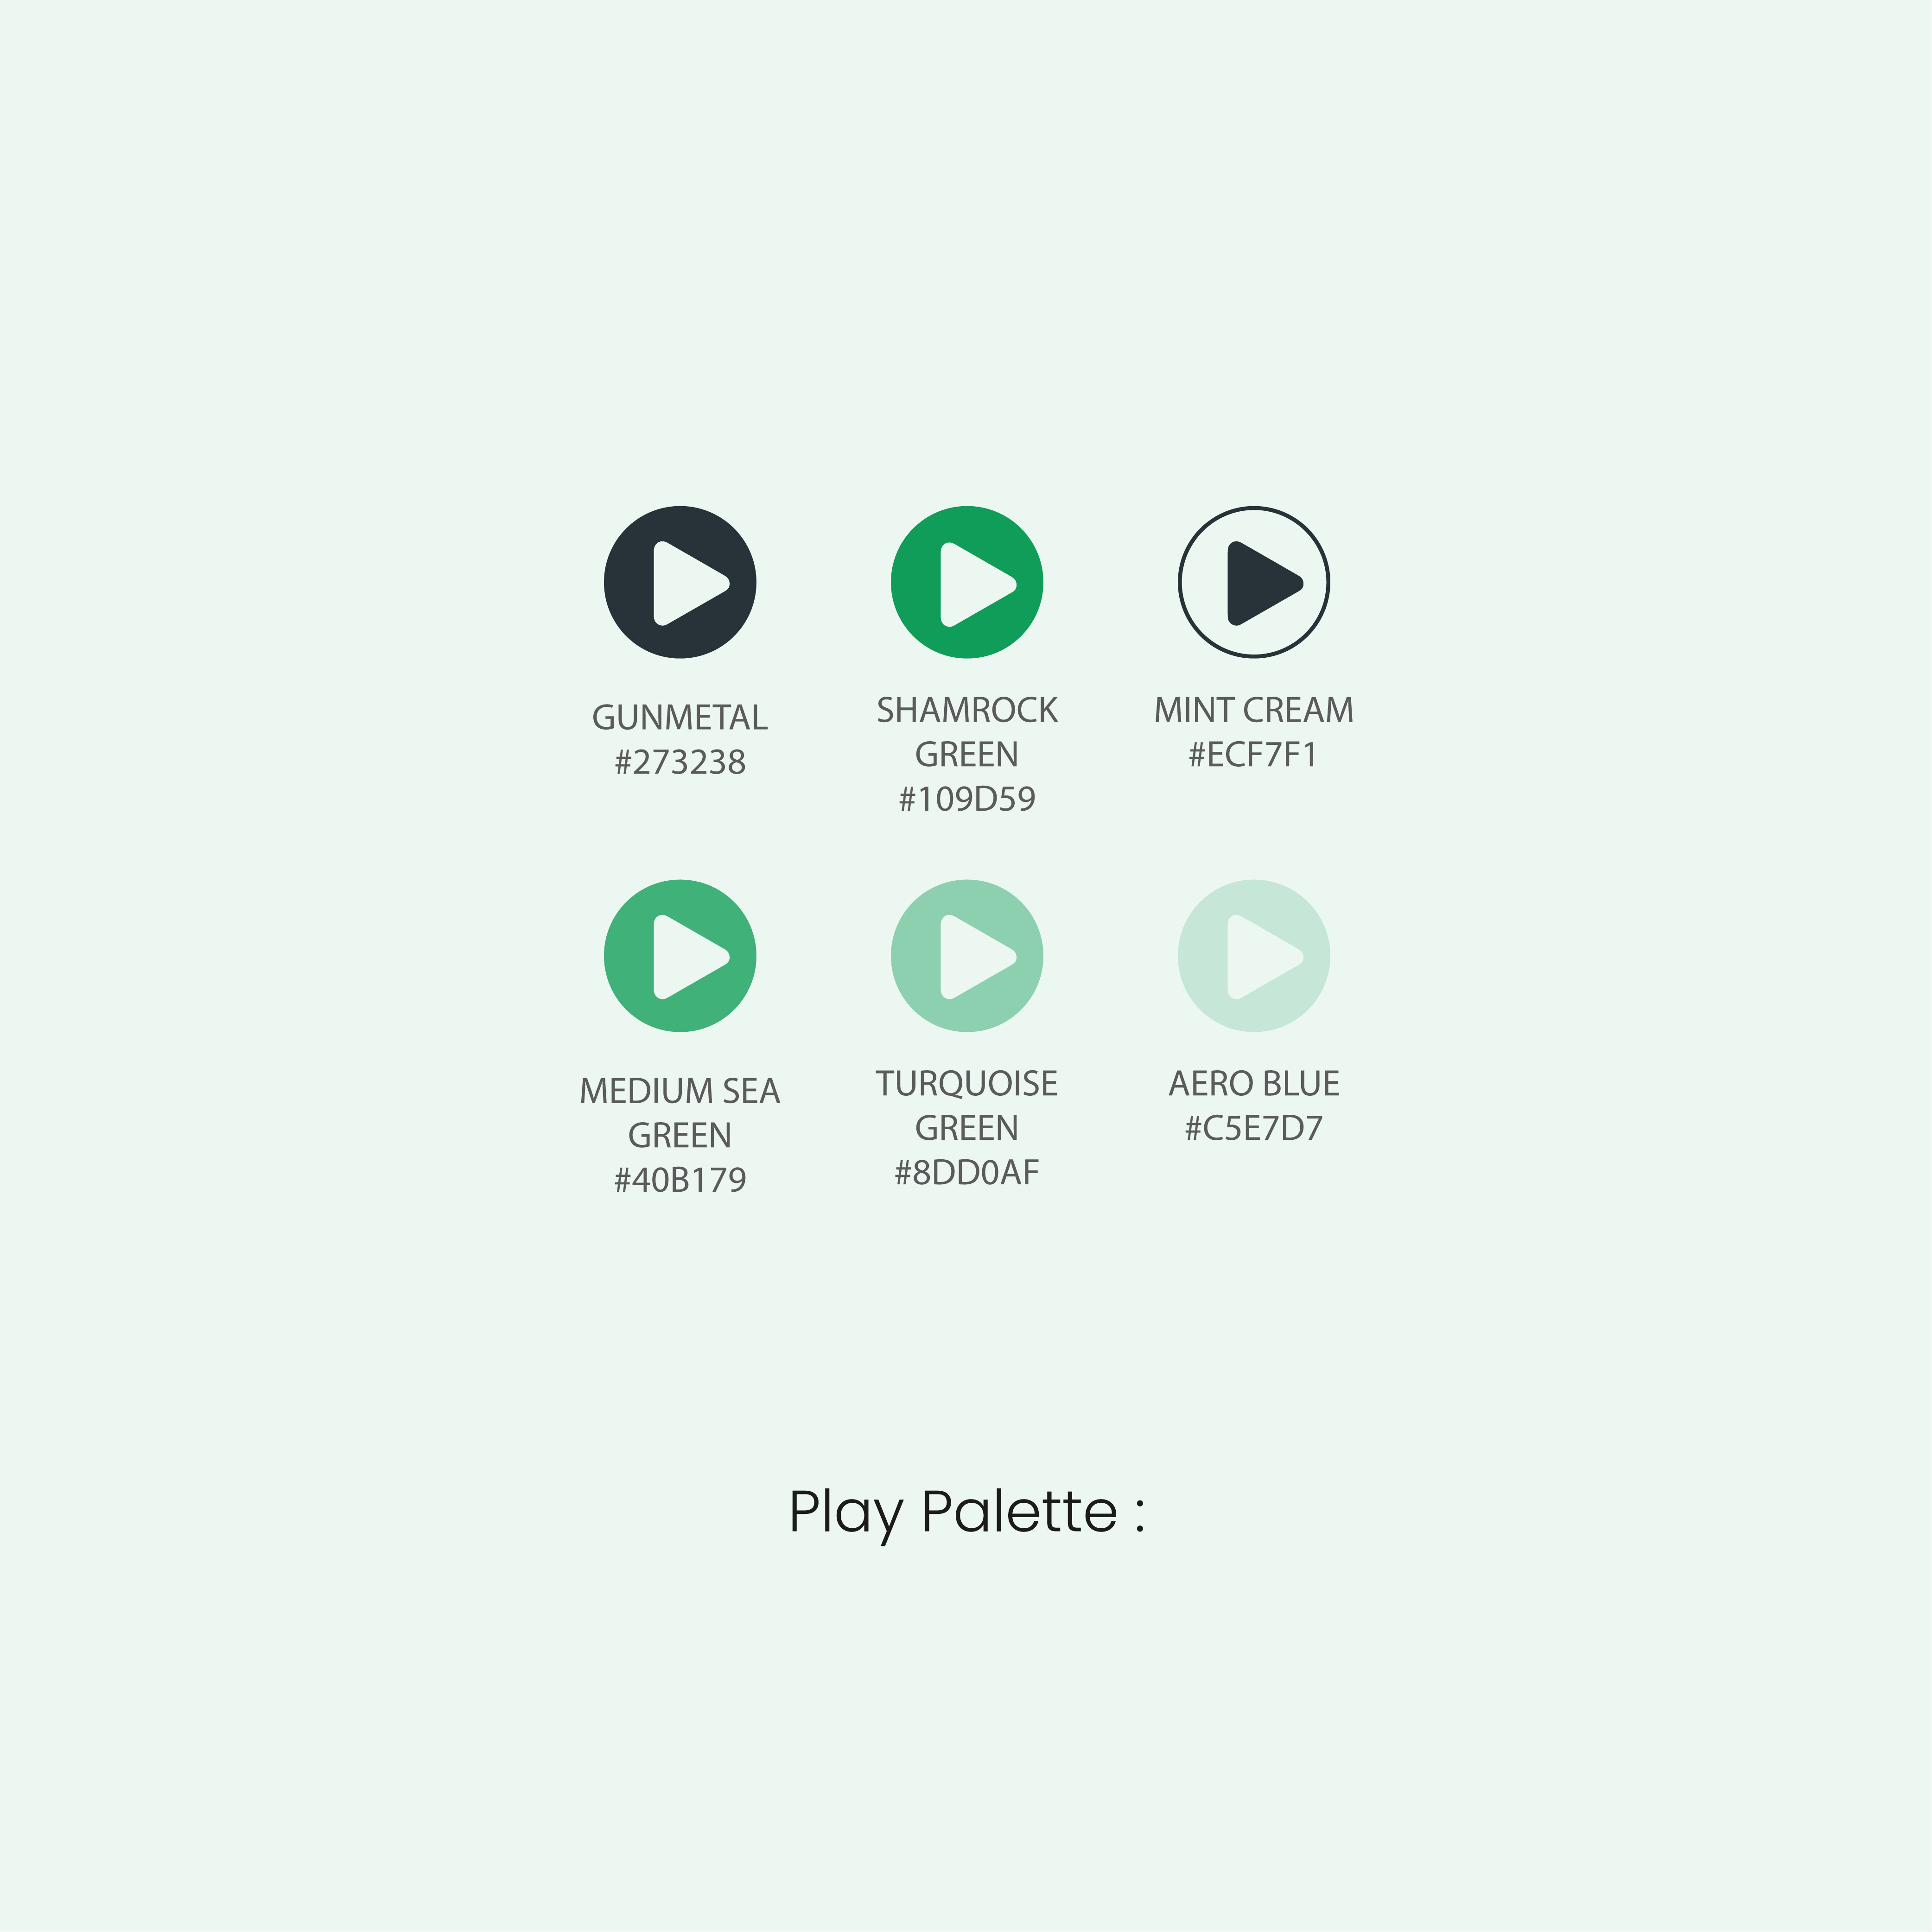 GUNMETAL
#273238
SHAMROCK
GREEN
#109D59
MINT CREAM
#ECF7F1
MEDIUM SEA
GREEN
#40B179
TURQUOISE
GREEN
#8DD0AF
AERO BLUE
#C5E7D7
Play Palette :